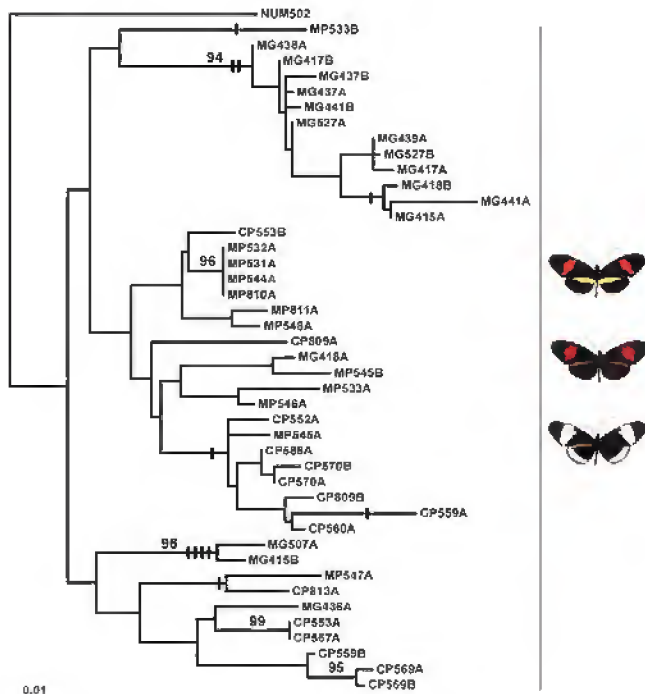 NUM502
MP533B
94
MG438A
MG417B
MG437B
MG437A
MG441B
MG527A
MG439A
MG527B
MG417A
MG418B
MG441A
MG415A
CP553B
MP532A
96
MP531A
MP544A
MP810A
MP811A
MP548A
CP809A
MG418A
MP545B
MP533A
MP546A
CP552A
MP545A
CP588A
CP570B
CP570A
CP809B
CP559A
CP560A
96
MG507A
MG415B
MP547A
CP813A
MG436A
99
CP553A
CP567A
CP559B
95
CP569A
CP569B
0.01